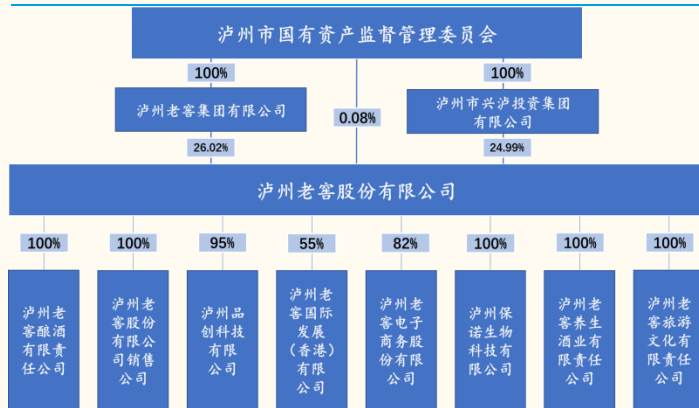 泸州市国有资产监督管理委员会
100%
100%
泸州老窖集团有限公司
0.08%
泸州市兴泸投资集团
有限公司
26.02%
24.99%
泸州老窖股份有限公司
100%
100%
95%
55%
82%
100%
100%
100%
泸州老
窖酿酒
有限责
任公司
泸州老
窖股份
有限公
司销售
公司
泸州品
创科技
有限公
司
泸州老
窖国际
发展
（香港）
有限公
司
泸州老
窖电子
商务股
份有限
公司
泸州保
诺生物
科技有
限公司
泸州老
窖养生
酒业有
限责任
公司
泸州老
窖旅游
文化有
限责任
公司